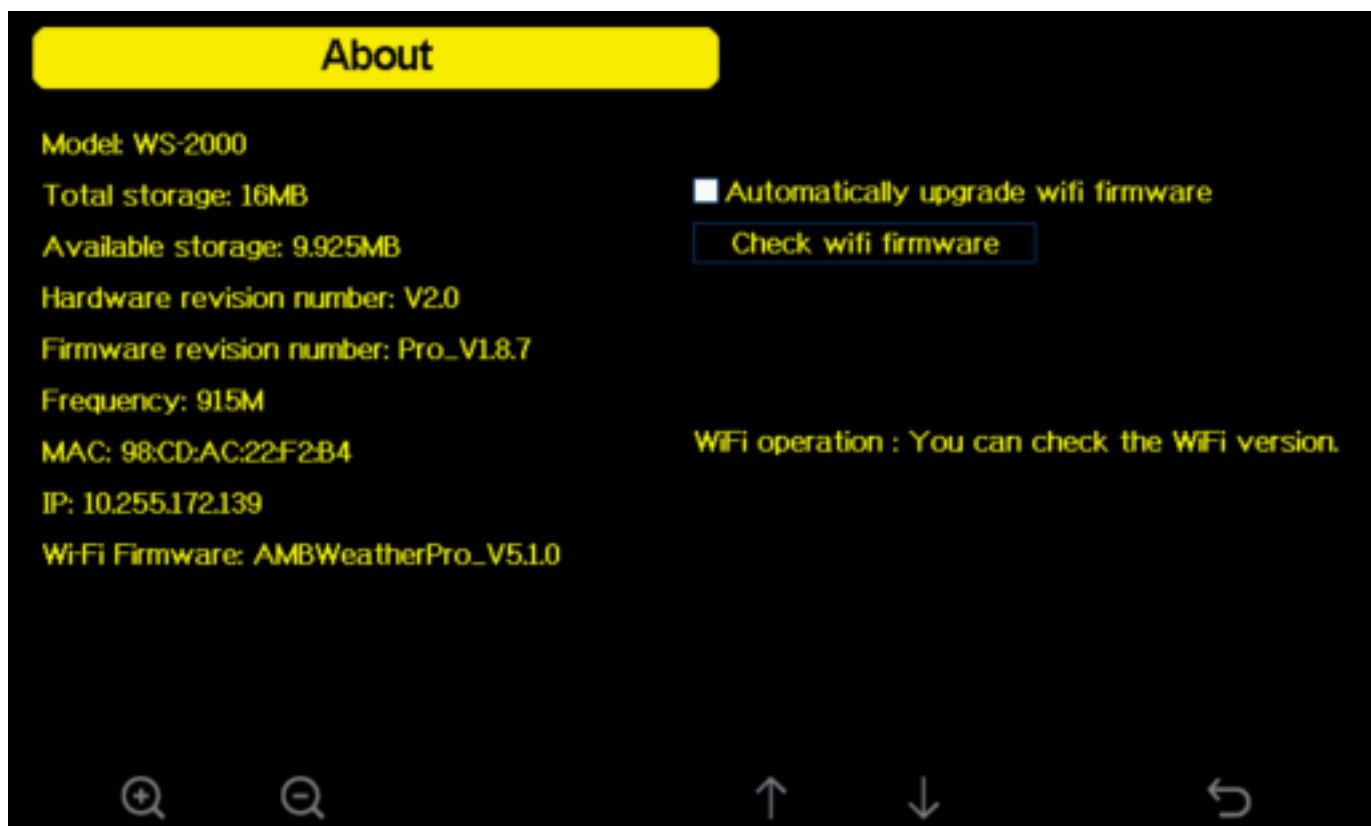 About
Model: WS-2000
Total storage: 16MB
Available storage: 9.925MB
Hardware revision number: V2.0
Firmware revision number: Pro_V1.8.7
Frequency: 915M
MAC: 98:CD:AC:22:F2:B4
IP: 10.255.172.139
Wi-Fi Firmware: AMBWeatherPro_V5.1.0
Automatically upgrade wifi firmware
Check wifi firmware
WiFi operation : You can check the WiFi version.